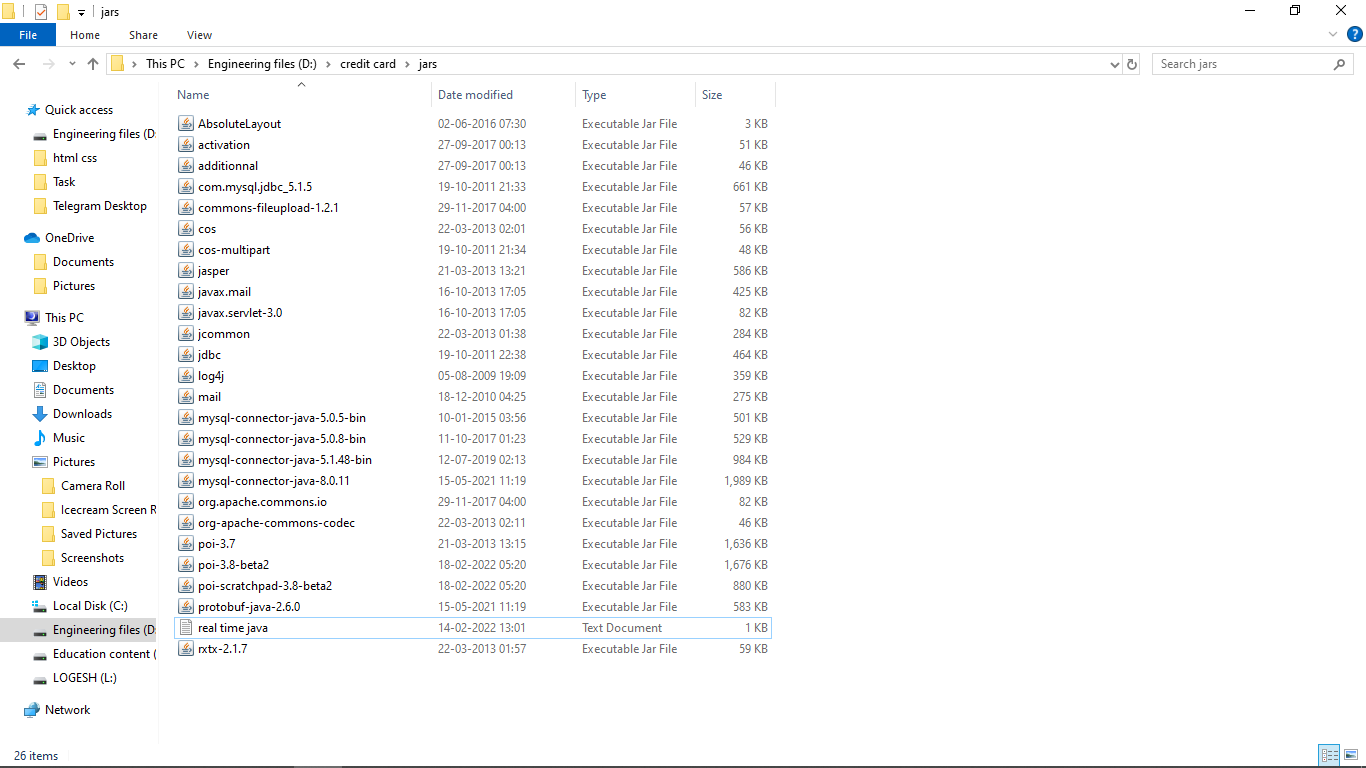 jars
File Home Share View
This PC Engineering files (D:) credit card jars
Search jars
Name Date modified Type Size
Quick access
Engineering files (D:
html css
Task
Telegram Desktop
OneDrive
Documents
Pictures
This PC
3D Objects
Desktop
Documents
Downloads
Music
Pictures
Camera Roll
Icecream Screen R
Saved Pictures
Screenshots
Videos
Local Disk (C:)
Engineering files (D:
Education content (
LOGESH (L:)
Network
AbsoluteLayout 02-06-2016 07:30 Executable Jar File 3 KB
activation 27-09-2017 00:13 Executable Jar File 51 KB
additionnal 27-09-2017 00:13 Executable Jar File 46 KB
com.mysql.jdbc_5.1.5 19-10-2011 21:33 Executable Jar File 661 KB
commons-fileupload-1.2.1 29-11-2017 04:00 Executable Jar File 57 KB
cos 22-03-2013 02:01 Executable Jar File 56 KB
cos-multipart 19-10-2011 21:34 Executable Jar File 48 KB
jasper 21-03-2013 13:21 Executable Jar File 586 KB
javax.mail 16-10-2013 17:05 Executable Jar File 425 KB
javax.servlet-3.0 16-10-2013 17:05 Executable Jar File 82 KB
jcommon 22-03-2013 01:38 Executable Jar File 284 KB
jdbc 19-10-2011 22:38 Executable Jar File 464 KB
log4j 05-08-2009 19:09 Executable Jar File 359 KB
mail 18-12-2010 04:25 Executable Jar File 275 KB
mysql-connector-java-5.0.5-bin 10-01-2015 03:56 Executable Jar File 501 KB
mysql-connector-java-5.0.8-bin 11-10-2017 01:23 Executable Jar File 529 KB
mysql-connector-java-5.1.48-bin 12-07-2019 02:13 Executable Jar File 984 KB
mysql-connector-java-8.0.11 15-05-2021 11:19 Executable Jar File 1,989 KB
org.apache.commons.io 29-11-2017 04:00 Executable Jar File 82 KB
org-apache-commons-codec 22-03-2013 02:11 Executable Jar File 46 KB
poi-3.7 21-03-2013 13:15 Executable Jar File 1,636 KB
poi-3.8-beta2 18-02-2022 05:20 Executable Jar File 1,676 KB
poi-scratchpad-3.8-beta2 18-02-2022 05:20 Executable Jar File 880 KB
protobuf-java-2.6.0 15-05-2021 11:19 Executable Jar File 583 KB
real time java 14-02-2022 13:01 Text Document 1 KB
rxtx-2.1.7 22-03-2013 01:57 Executable Jar File 59 KB
26 items